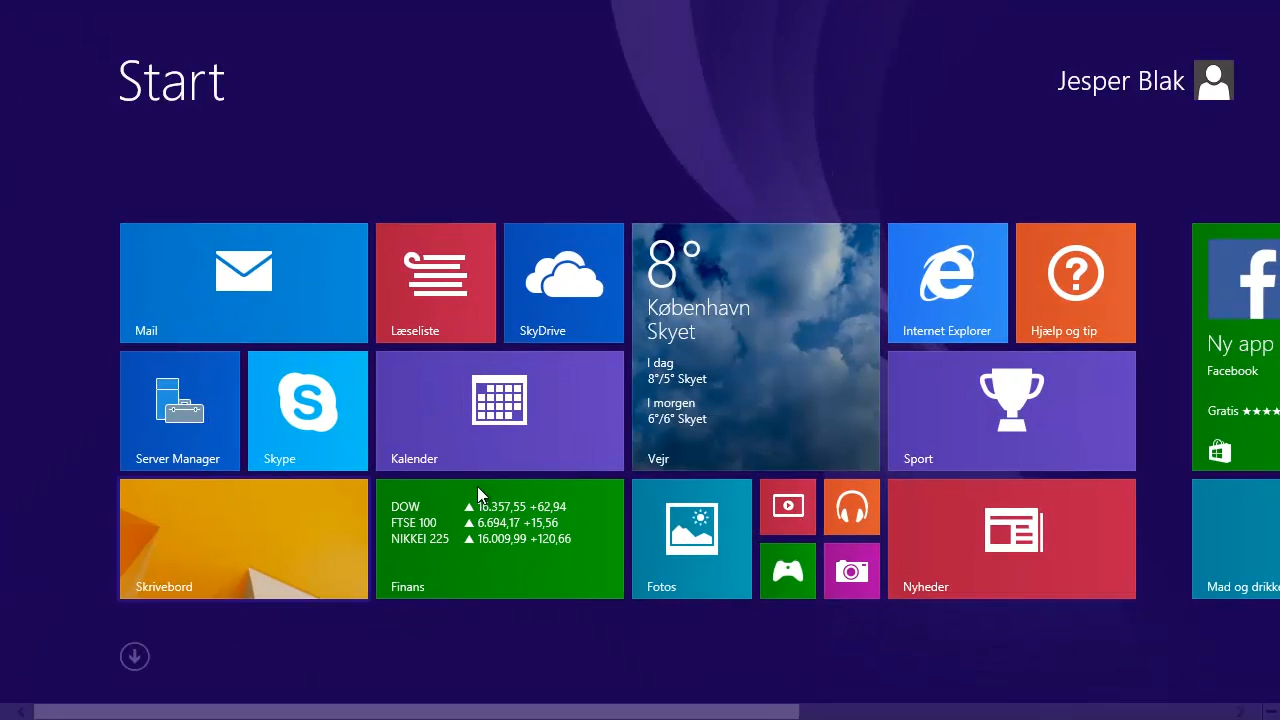 Start
Jesper Blak
Mail
Læseliste
SkyDrive
8°
København
Skyet
I dag
8°/5° Skyet
I morgen
6°/6° Skyet
Vejr
Internet Explorer
Hjælp og tip
Ny app
Facebook
Gratis ★★★★
Server Manager
Skype
Kalender
Sport
Skrivebord
DOW ▲ 16.357,55 +62,94
FTSE 100 ▲ 6.694,17 +15,56
NIKKEI 225 ▲ 16.009,99 +120,66
Finans
Fotos
Nyheder
Mad og drikke